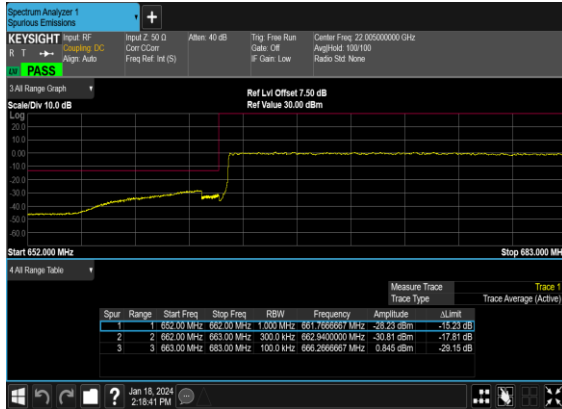 Spectrum Analyzer 1
Spurious Emissions
+
KEYSIGHT Input: RF Input Z: 50 Ω Atten: 40 dB Trig: Free Run Center Freq: 22.005000000 GHz
R T Coupling: DC Corr CCorr Gate: Off Avg|Hold: 100/100
Align: Auto Freq Ref: Int (S) IF Gain: Low Radio Std: None
PASS
3 All Range Graph
Ref Lvl Offset 7.50 dB
Scale/Div 10.0 dB Ref Value 30.00 dBm
Log
20.0
10.0
0.00
-10.0
-20.0
-30.0
-40.0
-50.0
-60.0
Start 652.000 MHz Stop 683.000 MHz
4 All Range Table
Measure Trace Trace 1
Trace Type Trace Average (Active)
Spur Range Start Freq Stop Freq RBW Frequency Amplitude ΔLimit
1 1 652.00 MHz 662.00 MHz 1.000 MHz 661.7666667 MHz -28.23 dBm -15.23 dB
2 2 662.00 MHz 663.00 MHz 300.0 kHz 662.9400000 MHz -30.81 dBm -17.81 dB
3 3 663.00 MHz 683.00 MHz 100.0 kHz 666.2666667 MHz 0.845 dBm -29.15 dB
? Jan 18, 2024
2:18:41 PM